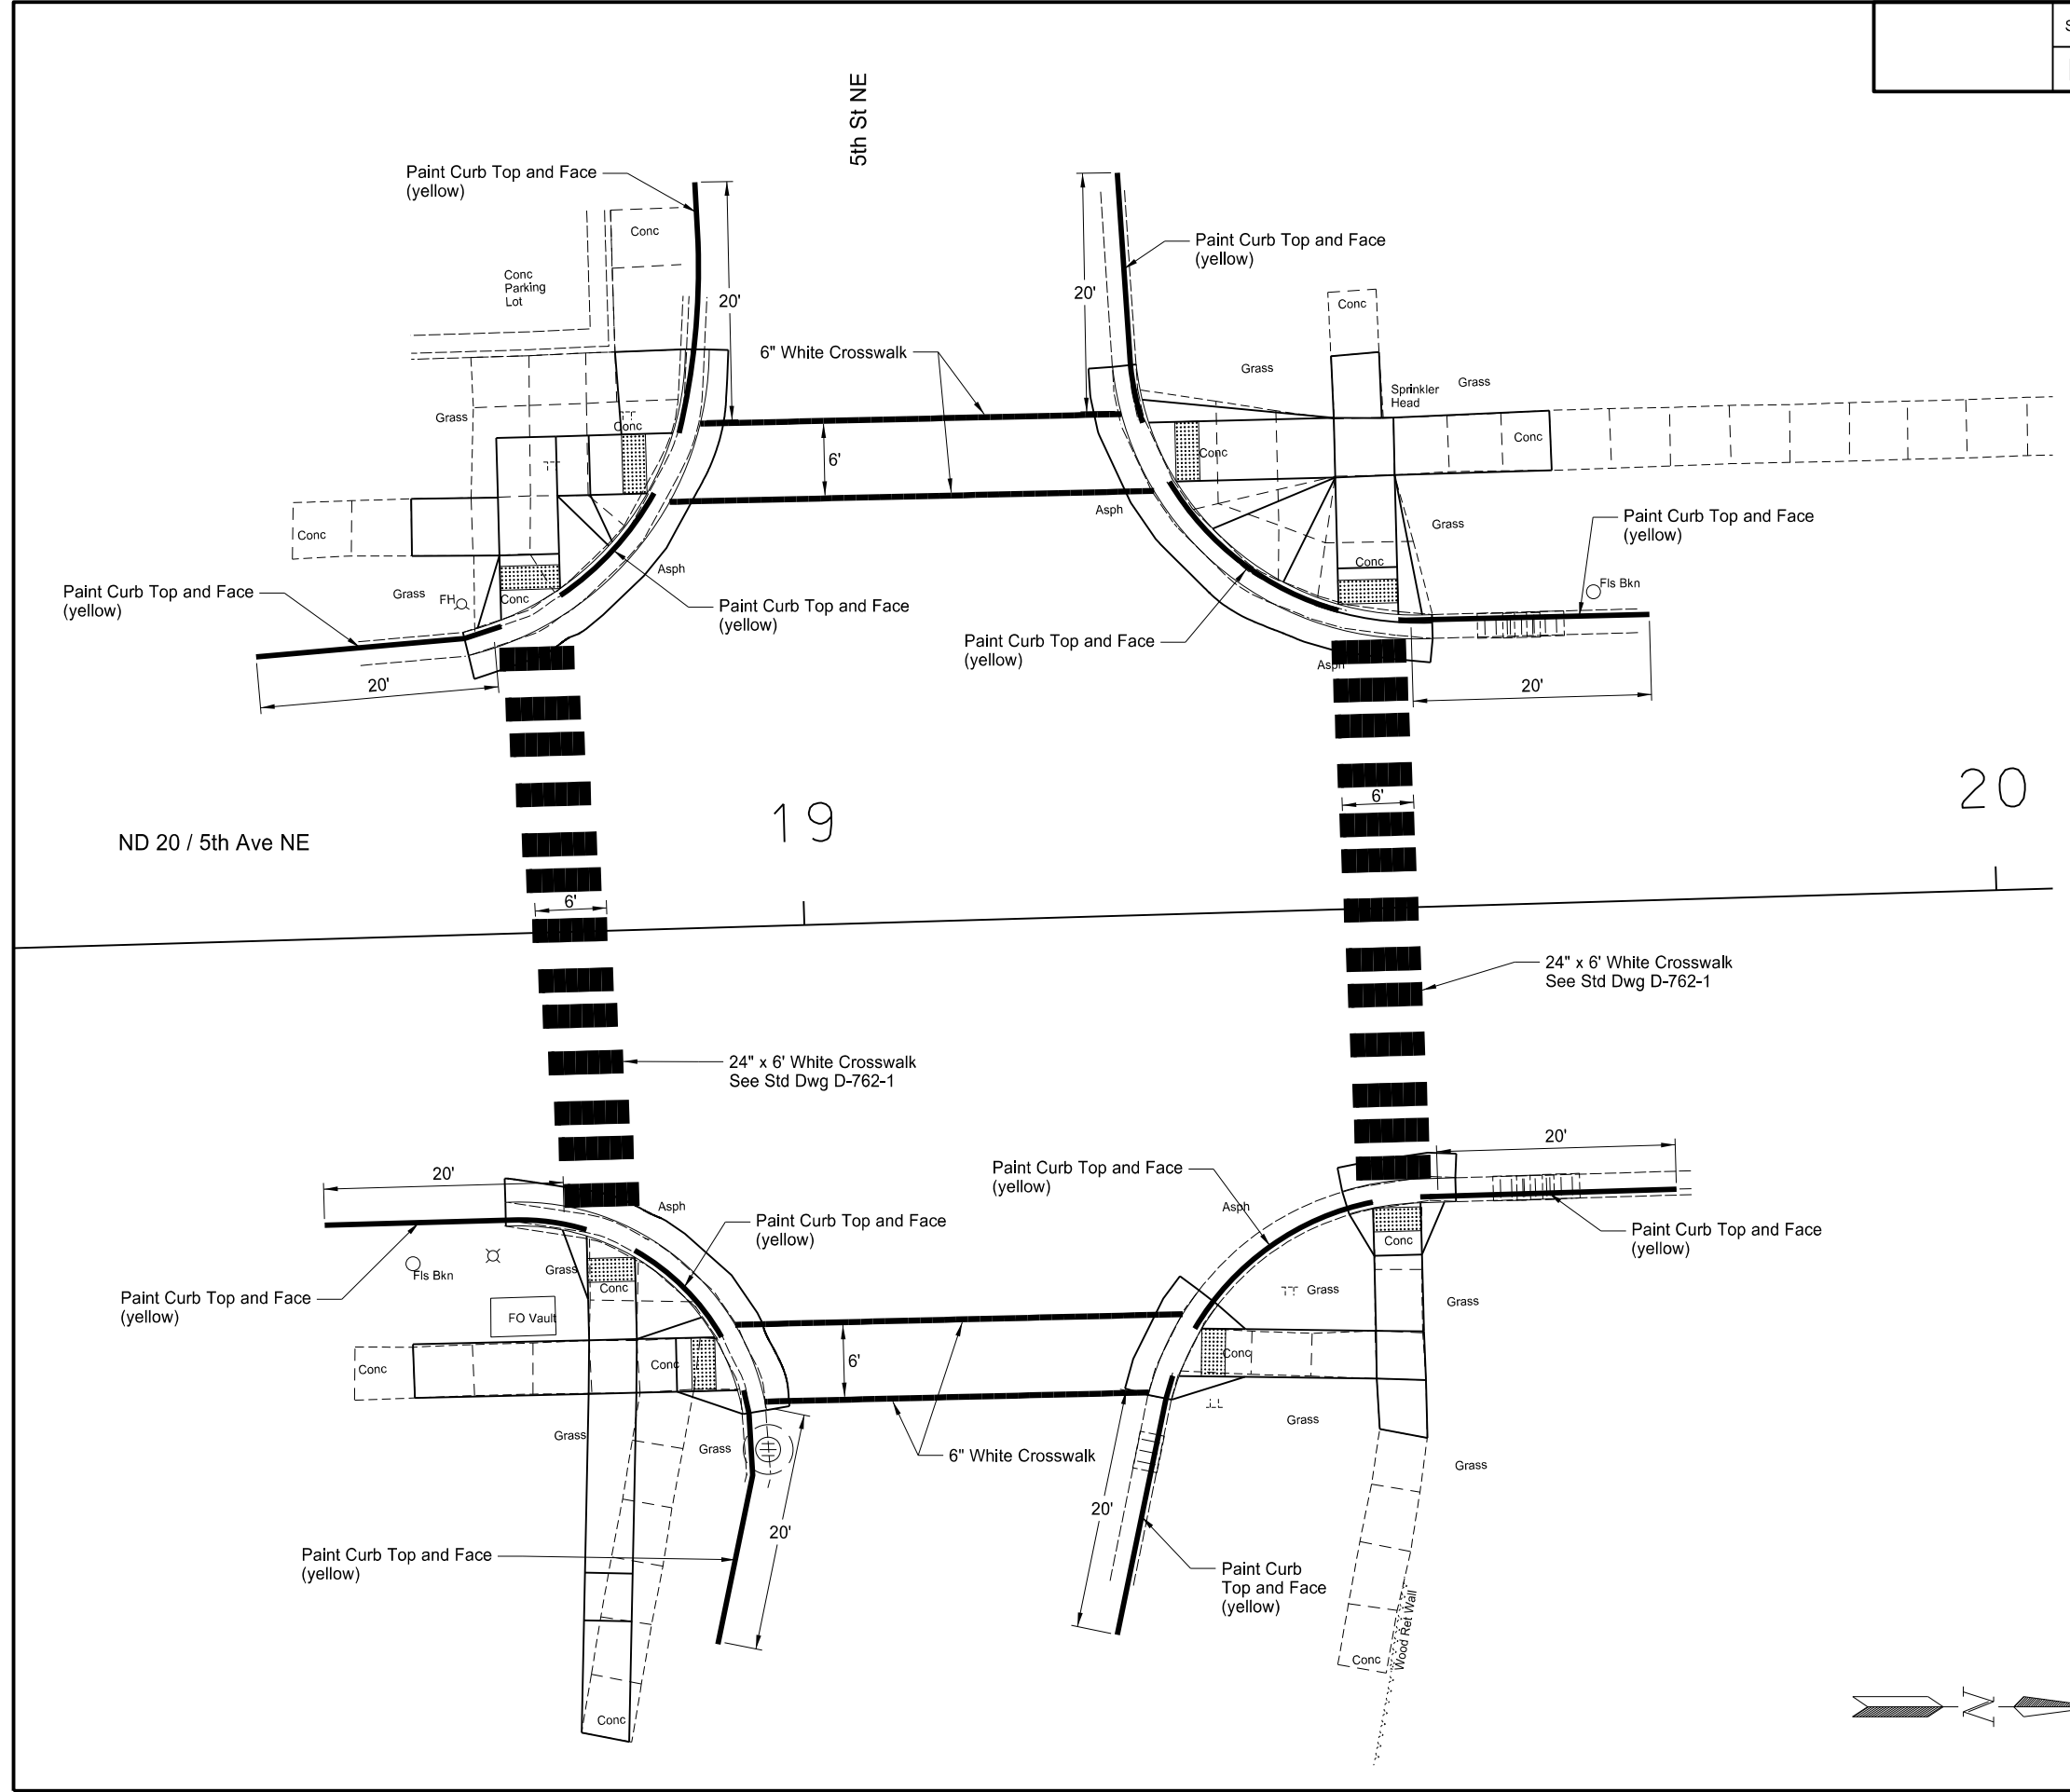 S
5th St NE
Paint Curb Top and Face
(yellow)
Conc
Conc
Parking
Lot
20'
20'
Paint Curb Top and Face
(yellow)
Conc
6" White Crosswalk
Grass
Sprinkler
Head
Grass
Grass
Conc
Conc
Conc
6'
Conc
Asph
Asph
Grass
Paint Curb Top and Face
(yellow)
Conc
Fls Bkn
Paint Curb Top and Face
(yellow)
Grass
FH
Conc
Paint Curb Top and Face
(yellow)
Paint Curb Top and Face
(yellow)
Asph
20'
20'
6'
20
19
ND 20 / 5th Ave NE
6'
24" x 6' White Crosswalk
See Std Dwg D-762-1
24" x 6' White Crosswalk
See Std Dwg D-762-1
20'
20'
Paint Curb Top and Face
(yellow)
Asph
Asph
Paint Curb Top and Face
(yellow)
Paint Curb Top and Face
(yellow)
Conc
Fls Bkn
Grass
Conc
Grass
Grass
Paint Curb Top and Face
(yellow)
FO Vault
Conc
Conc
6'
Conc
Grass
Grass
Grass
6" White Crosswalk
Grass
20'
20'
Paint Curb Top and Face
(yellow)
Paint Curb
Top and Face
(yellow)
Wood Ret Wall
Conc
Conc
N